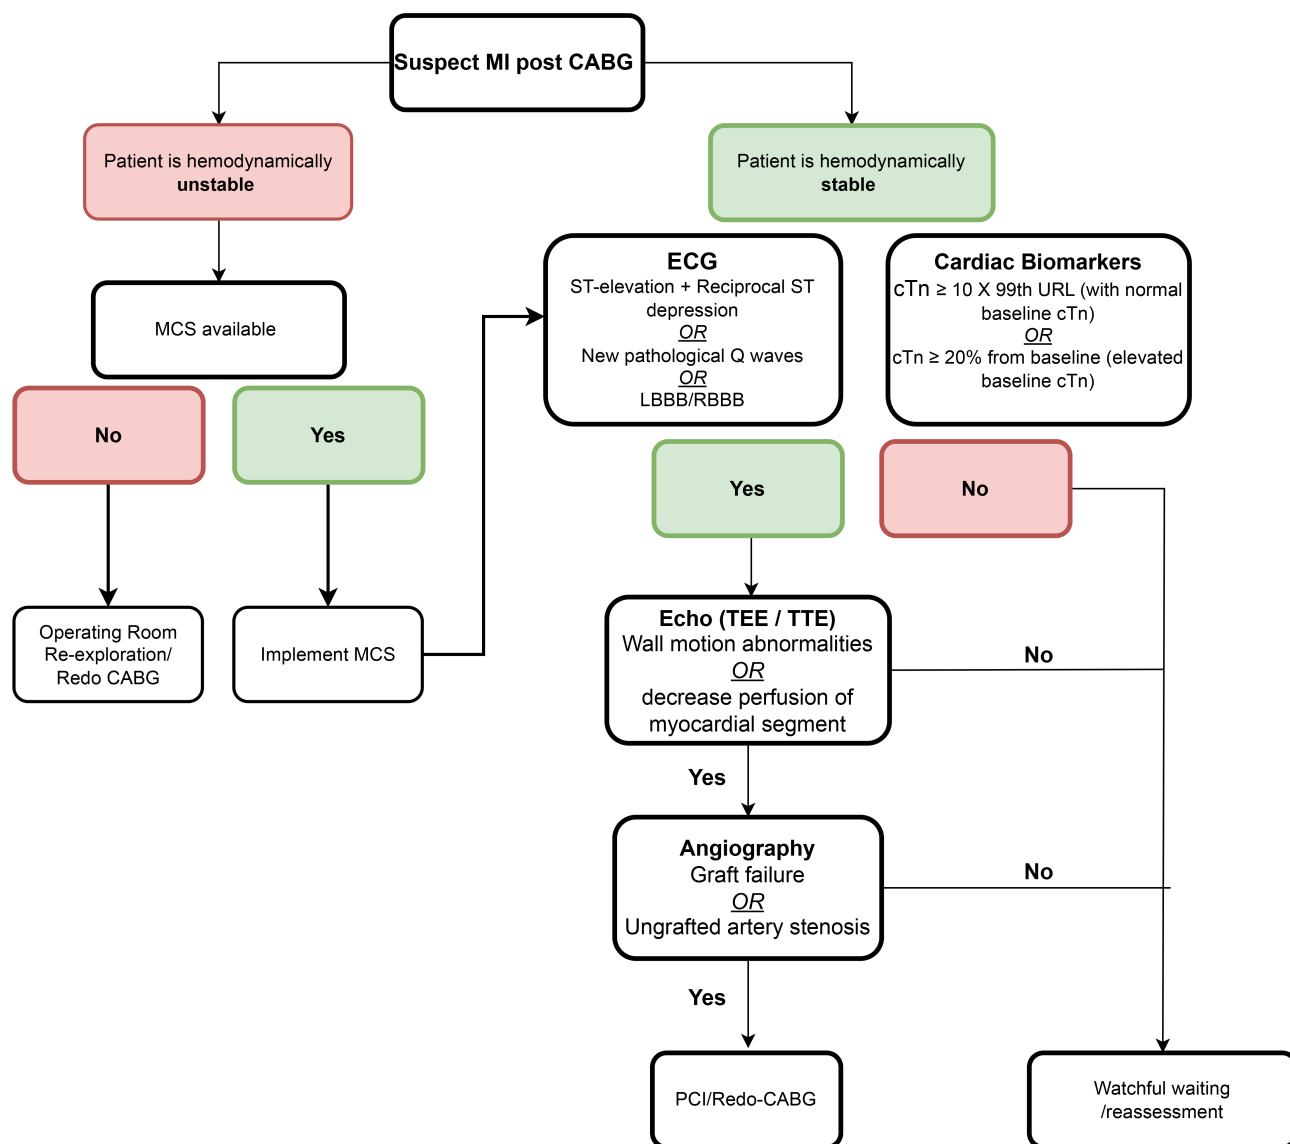 Suspect MI post CABG
Patient is hemodynamically
unstable
Patient is hemodynamically
stable
MCS available
No
Yes
Operating Room
Re-exploration/
Redo CABG
Implement MCS
ECG
ST-elevation + Reciprocal ST
depression
OR
New pathological Q waves
OR
LBBB/RBBB
Cardiac Biomarkers
cTn ≥ 10 X 99th URL (with normal
baseline cTn)
OR
cTn ≥ 20% from baseline (elevated
baseline cTn)
Yes
No
Echo (TEE / TTE)
Wall motion abnormalities
OR
decrease perfusion of
myocardial segment
No
Yes
Angiography
Graft failure
OR
Ungrafted artery stenosis
No
Yes
PCI/Redo-CABG
Watchful waiting
/reassessment